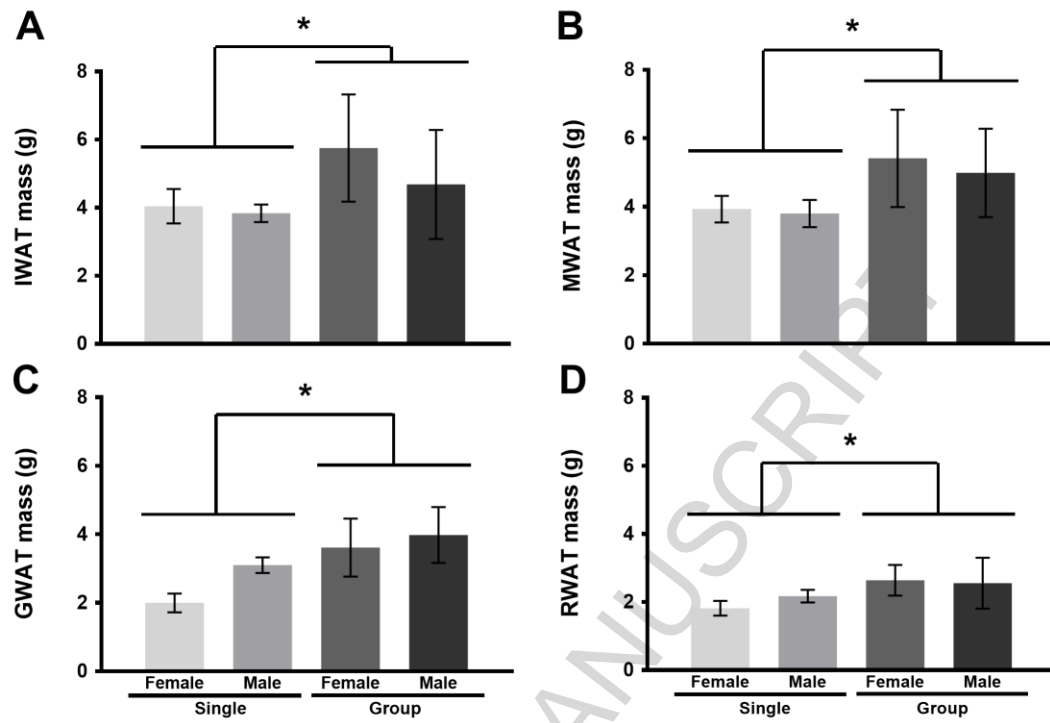 A
*
IWAT mass (g)
8
6
4
2
0
B
*
MWAT mass (g)
8
6
4
2
0
C
*
GWAT mass (g)
8
6
4
2
0
Female Male Female Male
Single Group
D
*
RWAT mass (g)
8
6
4
2
0
Female Male Female Male
Single Group
ANUSCRIPT